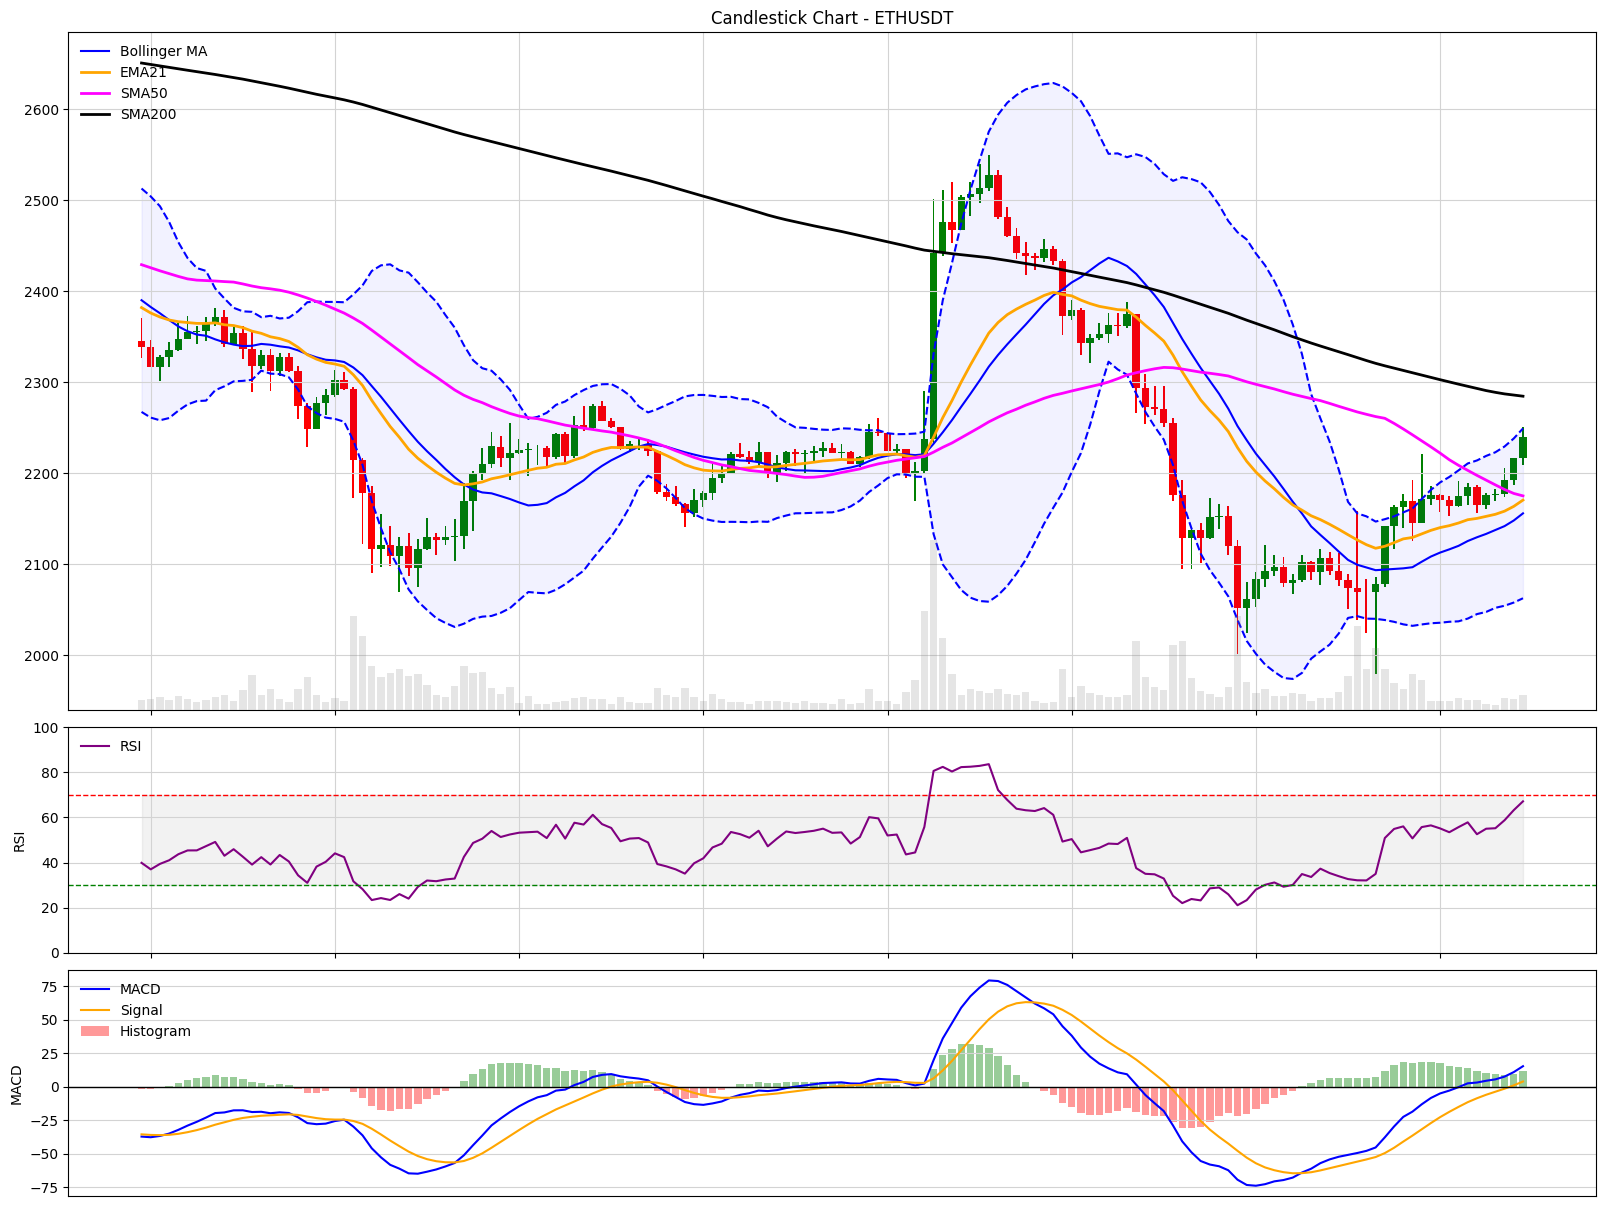 Candlestick Chart - ETHUSDT
Bollinger MA
EMA21
SMA50
SMA200
2600
2500
2400
2300
2200
2100
2000
100
80
60
40
20
0
RSI
RSI
75
50
25
0
−25
−50
−75
MACD
MACD
Signal
Histogram